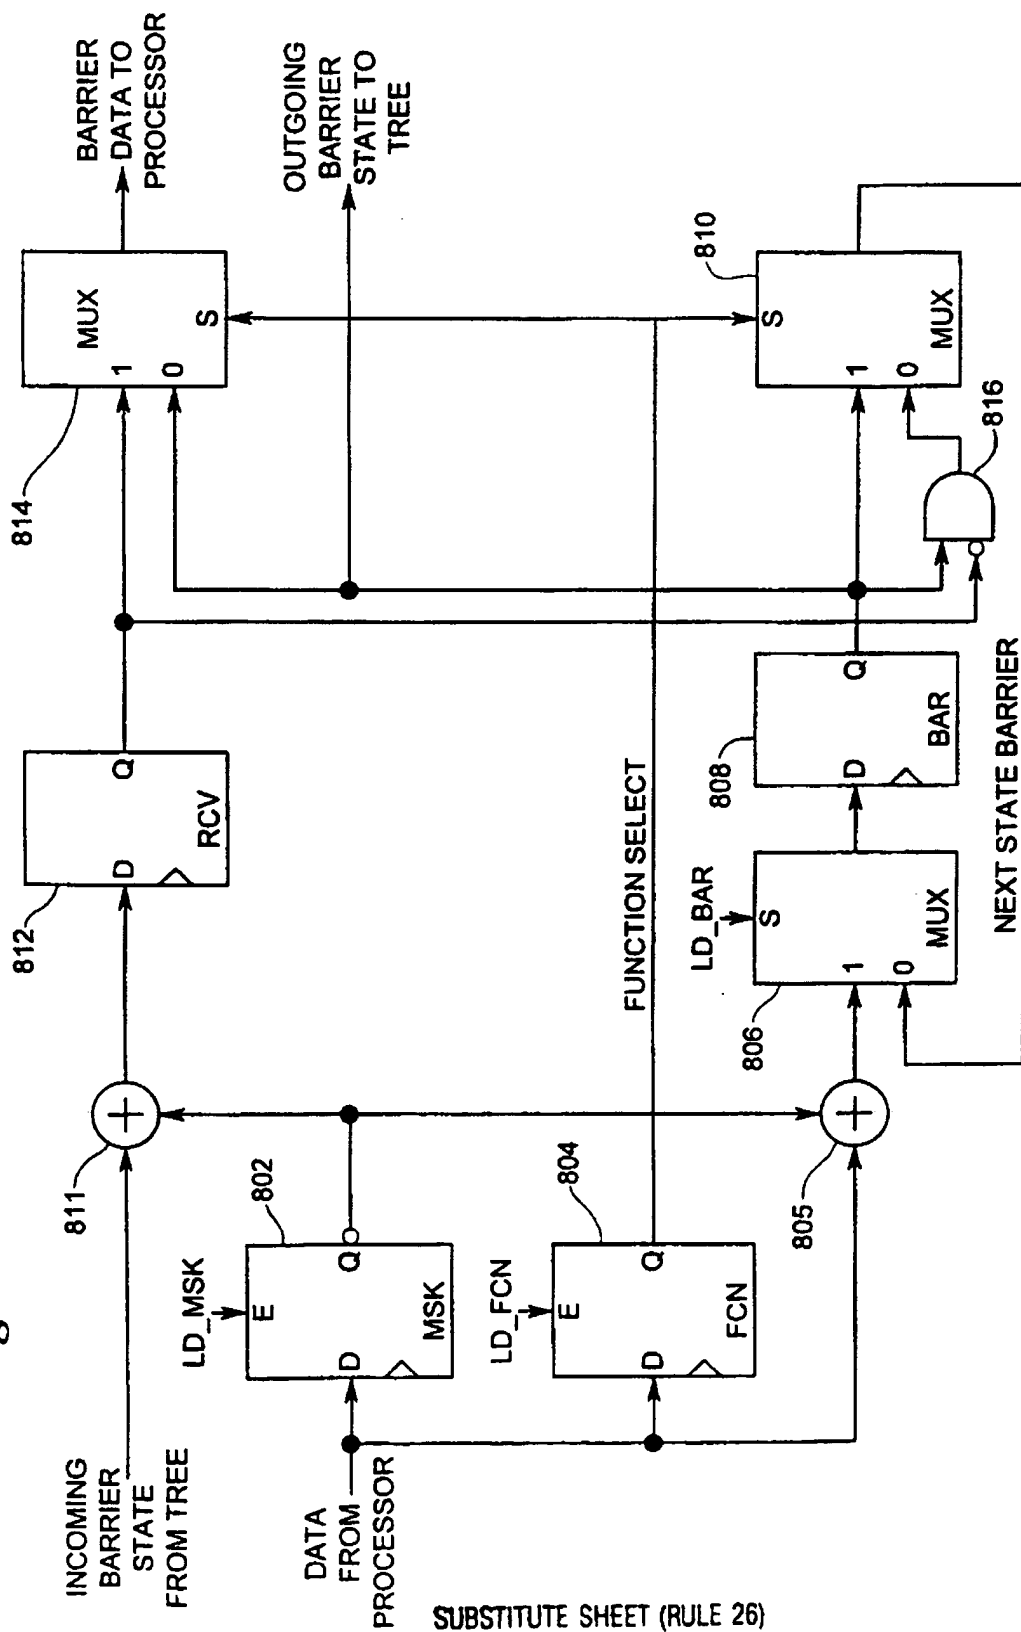 INCOMING
BARRIER
STATE
FROM TREE
811
812
D
Q
RCV
814
MUX
1
0
S
BARRIER
DATA TO
PROCESSOR
OUTGOING
BARRIER
STATE TO
TREE
DATA
FROM
PROCESSOR
LD_MSK
802
E
D
Q
MSK
LD_FCN
804
E
D
Q
FCN
FUNCTION SELECT
805
806
LD_BAR
S
1
0
MUX
808
D
Q
BAR
810
S
1
0
MUX
816
NEXT STATE BARRIER
SUBSTITUTE SHEET (RULE 26)